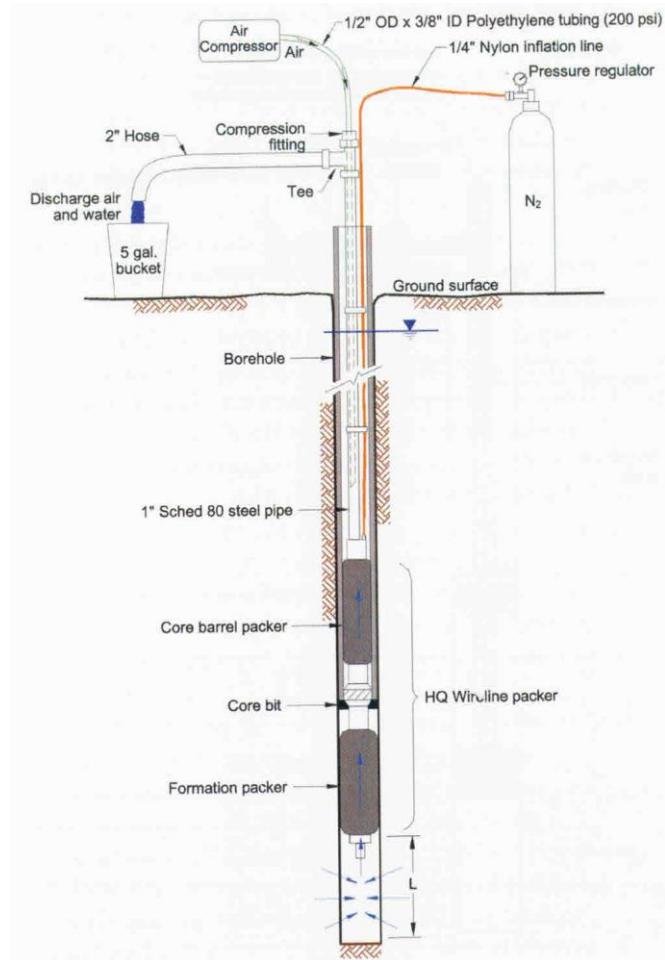 1/2" OD x 3/8" ID Polyethylene tubing (200 psi)
Air
Compressor
Air
1/4" Nylon inflation line
Pressure regulator
Compression
fitting
2" Hose
Tee
Discharge air
and water
5 gal.
bucket
N₂
Ground surface
Borehole
1" Sched 80 steel pipe
Core barrel packer
Core bit
HQ Wireline packer
Formation packer
L